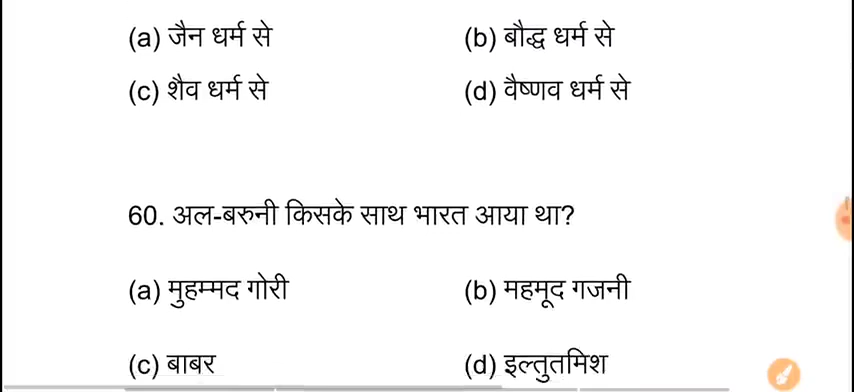 (a) जैन धर्म से (b) बौद्ध धर्म से
(c) शैव धर्म से (d) वैष्णव धर्म से
60. अल-बरुनी किसके साथ भारत आया था?
(a) मुहम्मद गोरी (b) महमूद गजनी
(c) बाबर (d) इल्तुतमिश